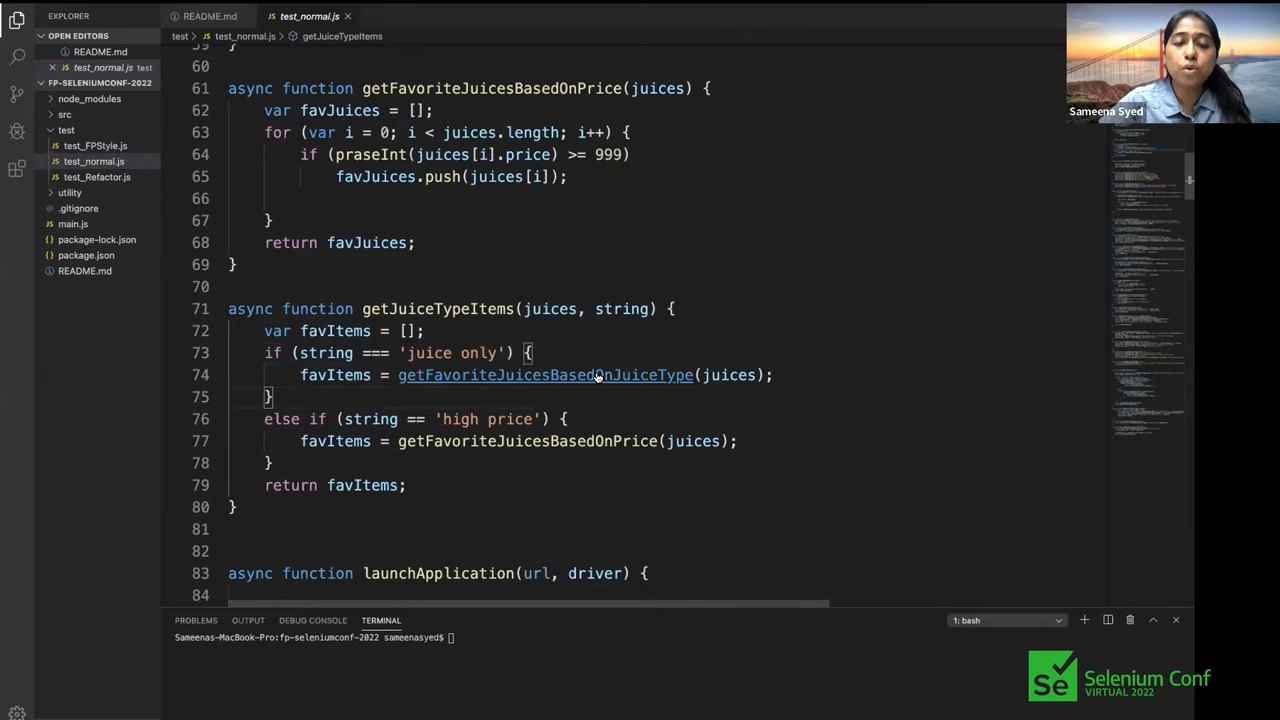 EXPLORER
OPEN EDITORS
README.md
test_normal.js test
FP-SELENIUMCONF-2022
node_modules
src
test
test_FPStyle.js
test_normal.js
test_Refactor.js
utility
.gitignore
main.js
package-lock.json
package.json
README.md
README.md
test_normal.js
test > test_normal.js > getJuiceTypeItems
59 }
60
61 async function getFavoriteJuicesBasedOnPrice(juices) {
62 var favJuices = [];
63 for (var i = 0; i < juices.length; i++) {
64 if (prseInt(juices[i].price) >= 999)
65 favJuices.push(juices[i]);
66
67 }
68 return favJuices;
69 }
70
71 async function getJuiceTypeItems(juices, string) {
72 var favItems = [];
73 if (string === 'juice only') {
74 favItems = getFavoriteJuicesBasedOnJuiceType(juices);
75 }
76 else if (string == 'high price') {
77 favItems = getFavoriteJuicesBasedOnPrice(juices);
78 }
79 return favItems;
80 }
81
82
83 async function launchApplication(url, driver) {
84
PROBLEMS OUTPUT DEBUG CONSOLE TERMINAL
1: bash
Sameenas-MacBook-Pro:fp-seleniumconf-2022 sameenasyed$
Sameena Syed
Se
Selenium Conf
VIRTUAL 2022